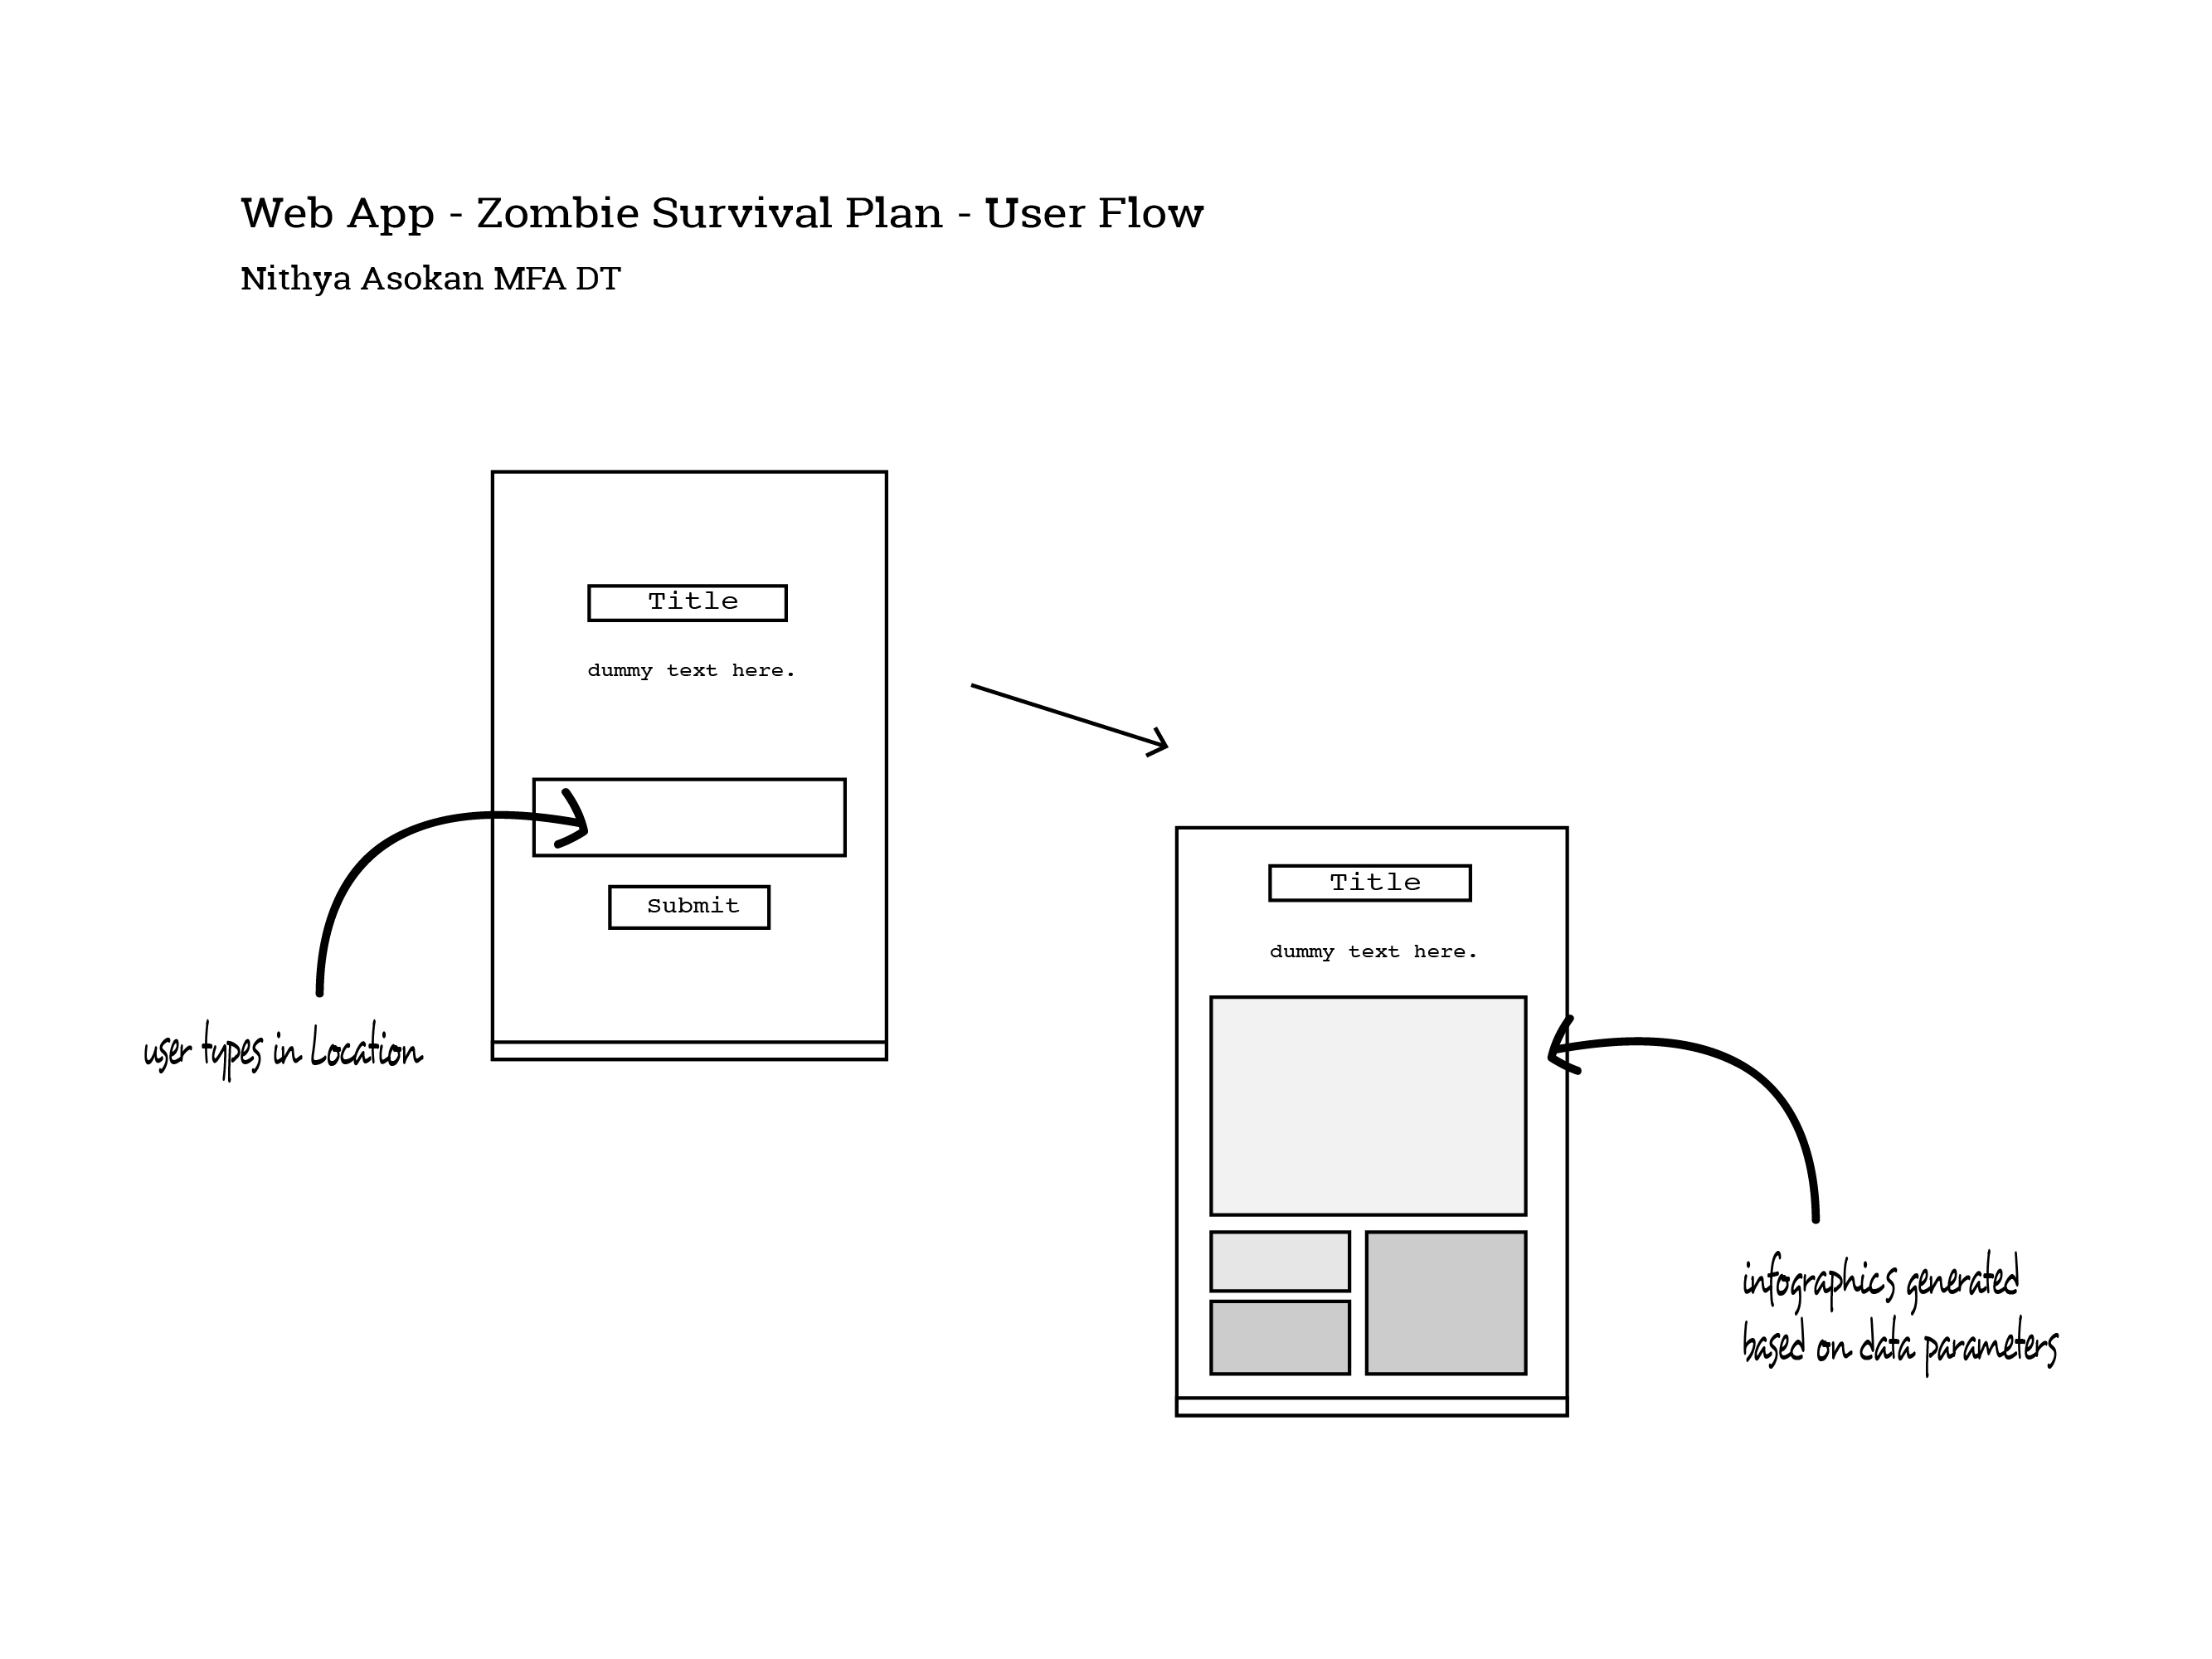 Web App - Zombie Survival Plan - User Flow
Nithya Asokan MFA DT
Title
dummy text here.
Submit
user types in Location
Title
dummy text here.
infographics generated
based on data parameters